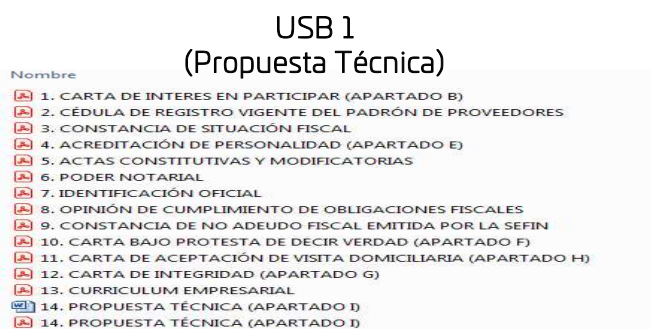 USB 1
(Propuesta Técnica)
Nombre
1. CARTA DE INTERES EN PARTICIPAR (APARTADO B)
2. CÉDULA DE REGISTRO VIGENTE DEL PADRÓN DE PROVEEDORES
3. CONSTANCIA DE SITUACIÓN FISCAL
4. ACREDITACIÓN DE PERSONALIDAD (APARTADO E)
5. ACTAS CONSTITUTIVAS Y MODIFICATORIAS
6. PODER NOTARIAL
7. IDENTIFICACIÓN OFICIAL
8. OPINIÓN DE CUMPLIMIENTO DE OBLIGACIONES FISCALES
9. CONSTANCIA DE NO ADEUDO FISCAL EMITIDA POR LA SEFIN
10. CARTA BAJO PROTESTA DE DECIR VERDAD (APARTADO F)
11. CARTA DE ACEPTACIÓN DE VISITA DOMICILIARIA (APARTADO H)
12. CARTA DE INTEGRIDAD (APARTADO G)
13. CURRICULUM EMPRESARIAL
14. PROPUESTA TÉCNICA (APARTADO I)
14. PROPUESTA TÉCNICA (APARTADO I)